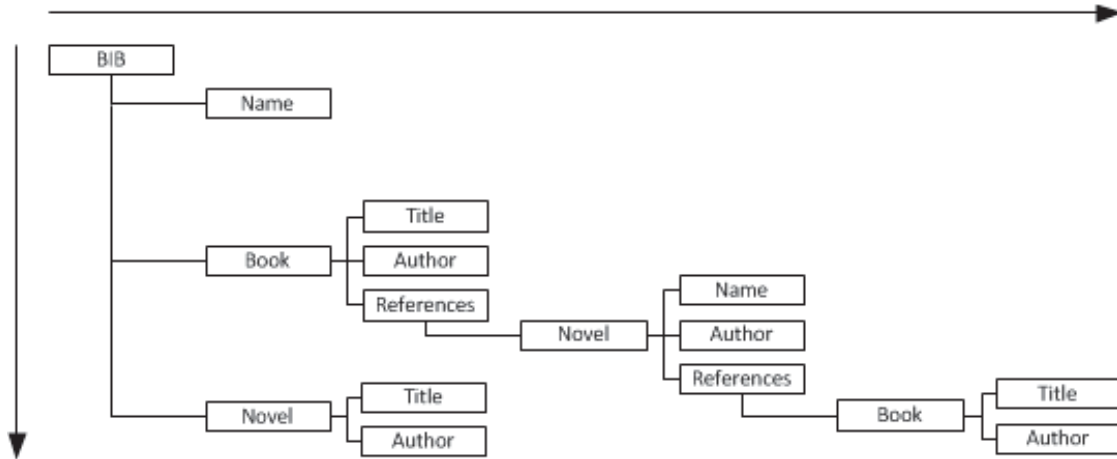 BIB
Name
Title
Book
Author
References
Name
Novel
Author
References
Title
Novel
Title
Book
Author
Author